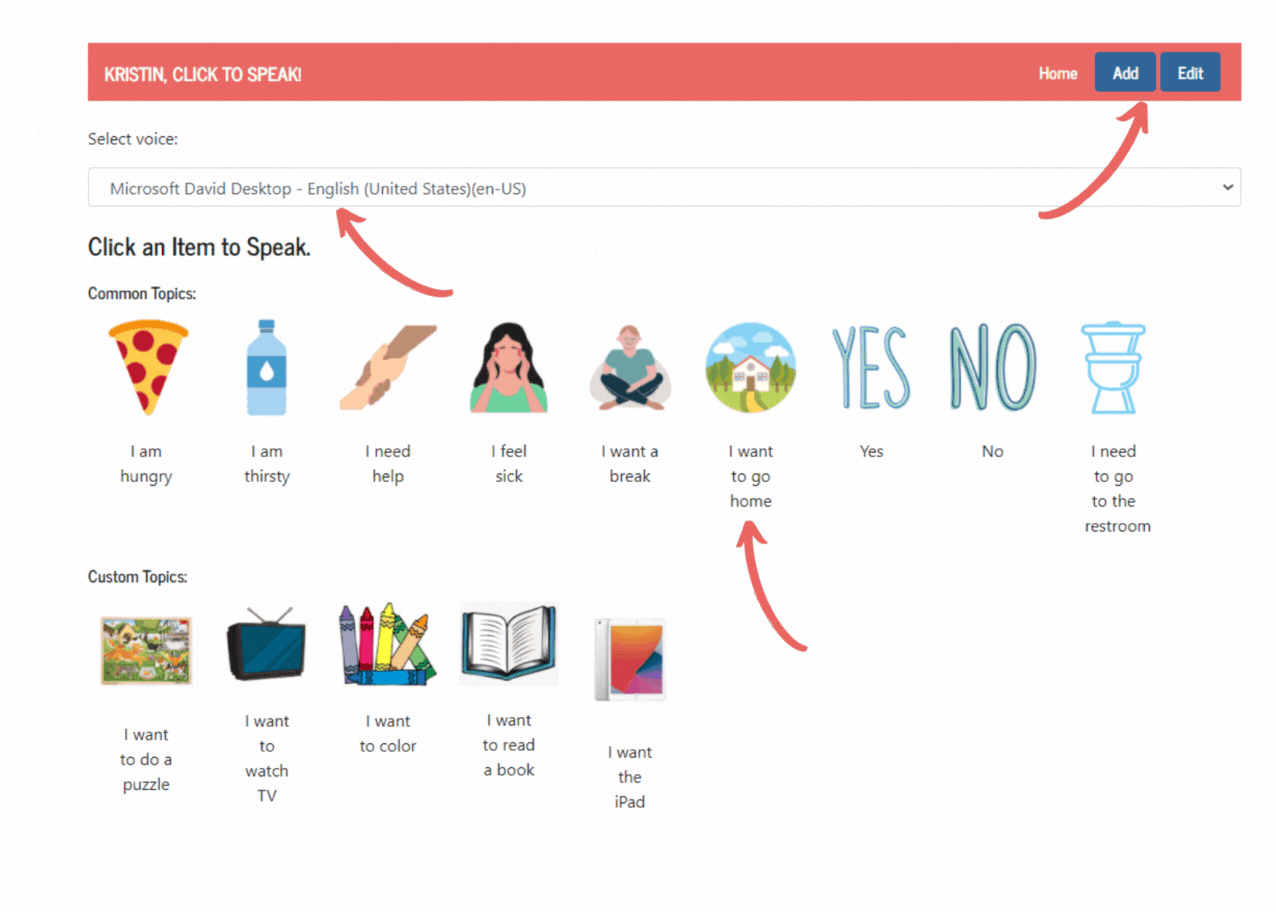 KRISTIN, CLICK TO SPEAK!
Home
Add
Edit
Select voice:
Microsoft David Desktop - English (United States)(en-US)
Click an Item to Speak.
Common Topics:
YES
NO
I am
hungry
I am
thirsty
I need
help
I feel
sick
I want a
break
I want
to go
home
Yes
No
I need
to go
to the
restroom
Custom Topics:
I want
to do a
puzzle
I want
to
watch
TV
I want
to color
I want
to read
a book
I want
the
iPad